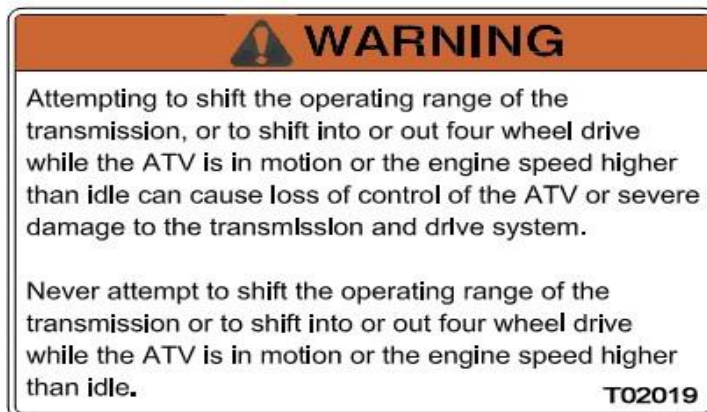 WARNING
Attempting to shift the operating range of the
transmission, or to shift into or out four wheel drive
while the ATV is in motion or the engine speed higher
than idle can cause loss of control of the ATV or severe
damage to the transmission and drive system.
Never attempt to shift the operating range of the
transmission or to shift into or out four wheel drive
while the ATV is in motion or the engine speed higher
than idle.
T02019